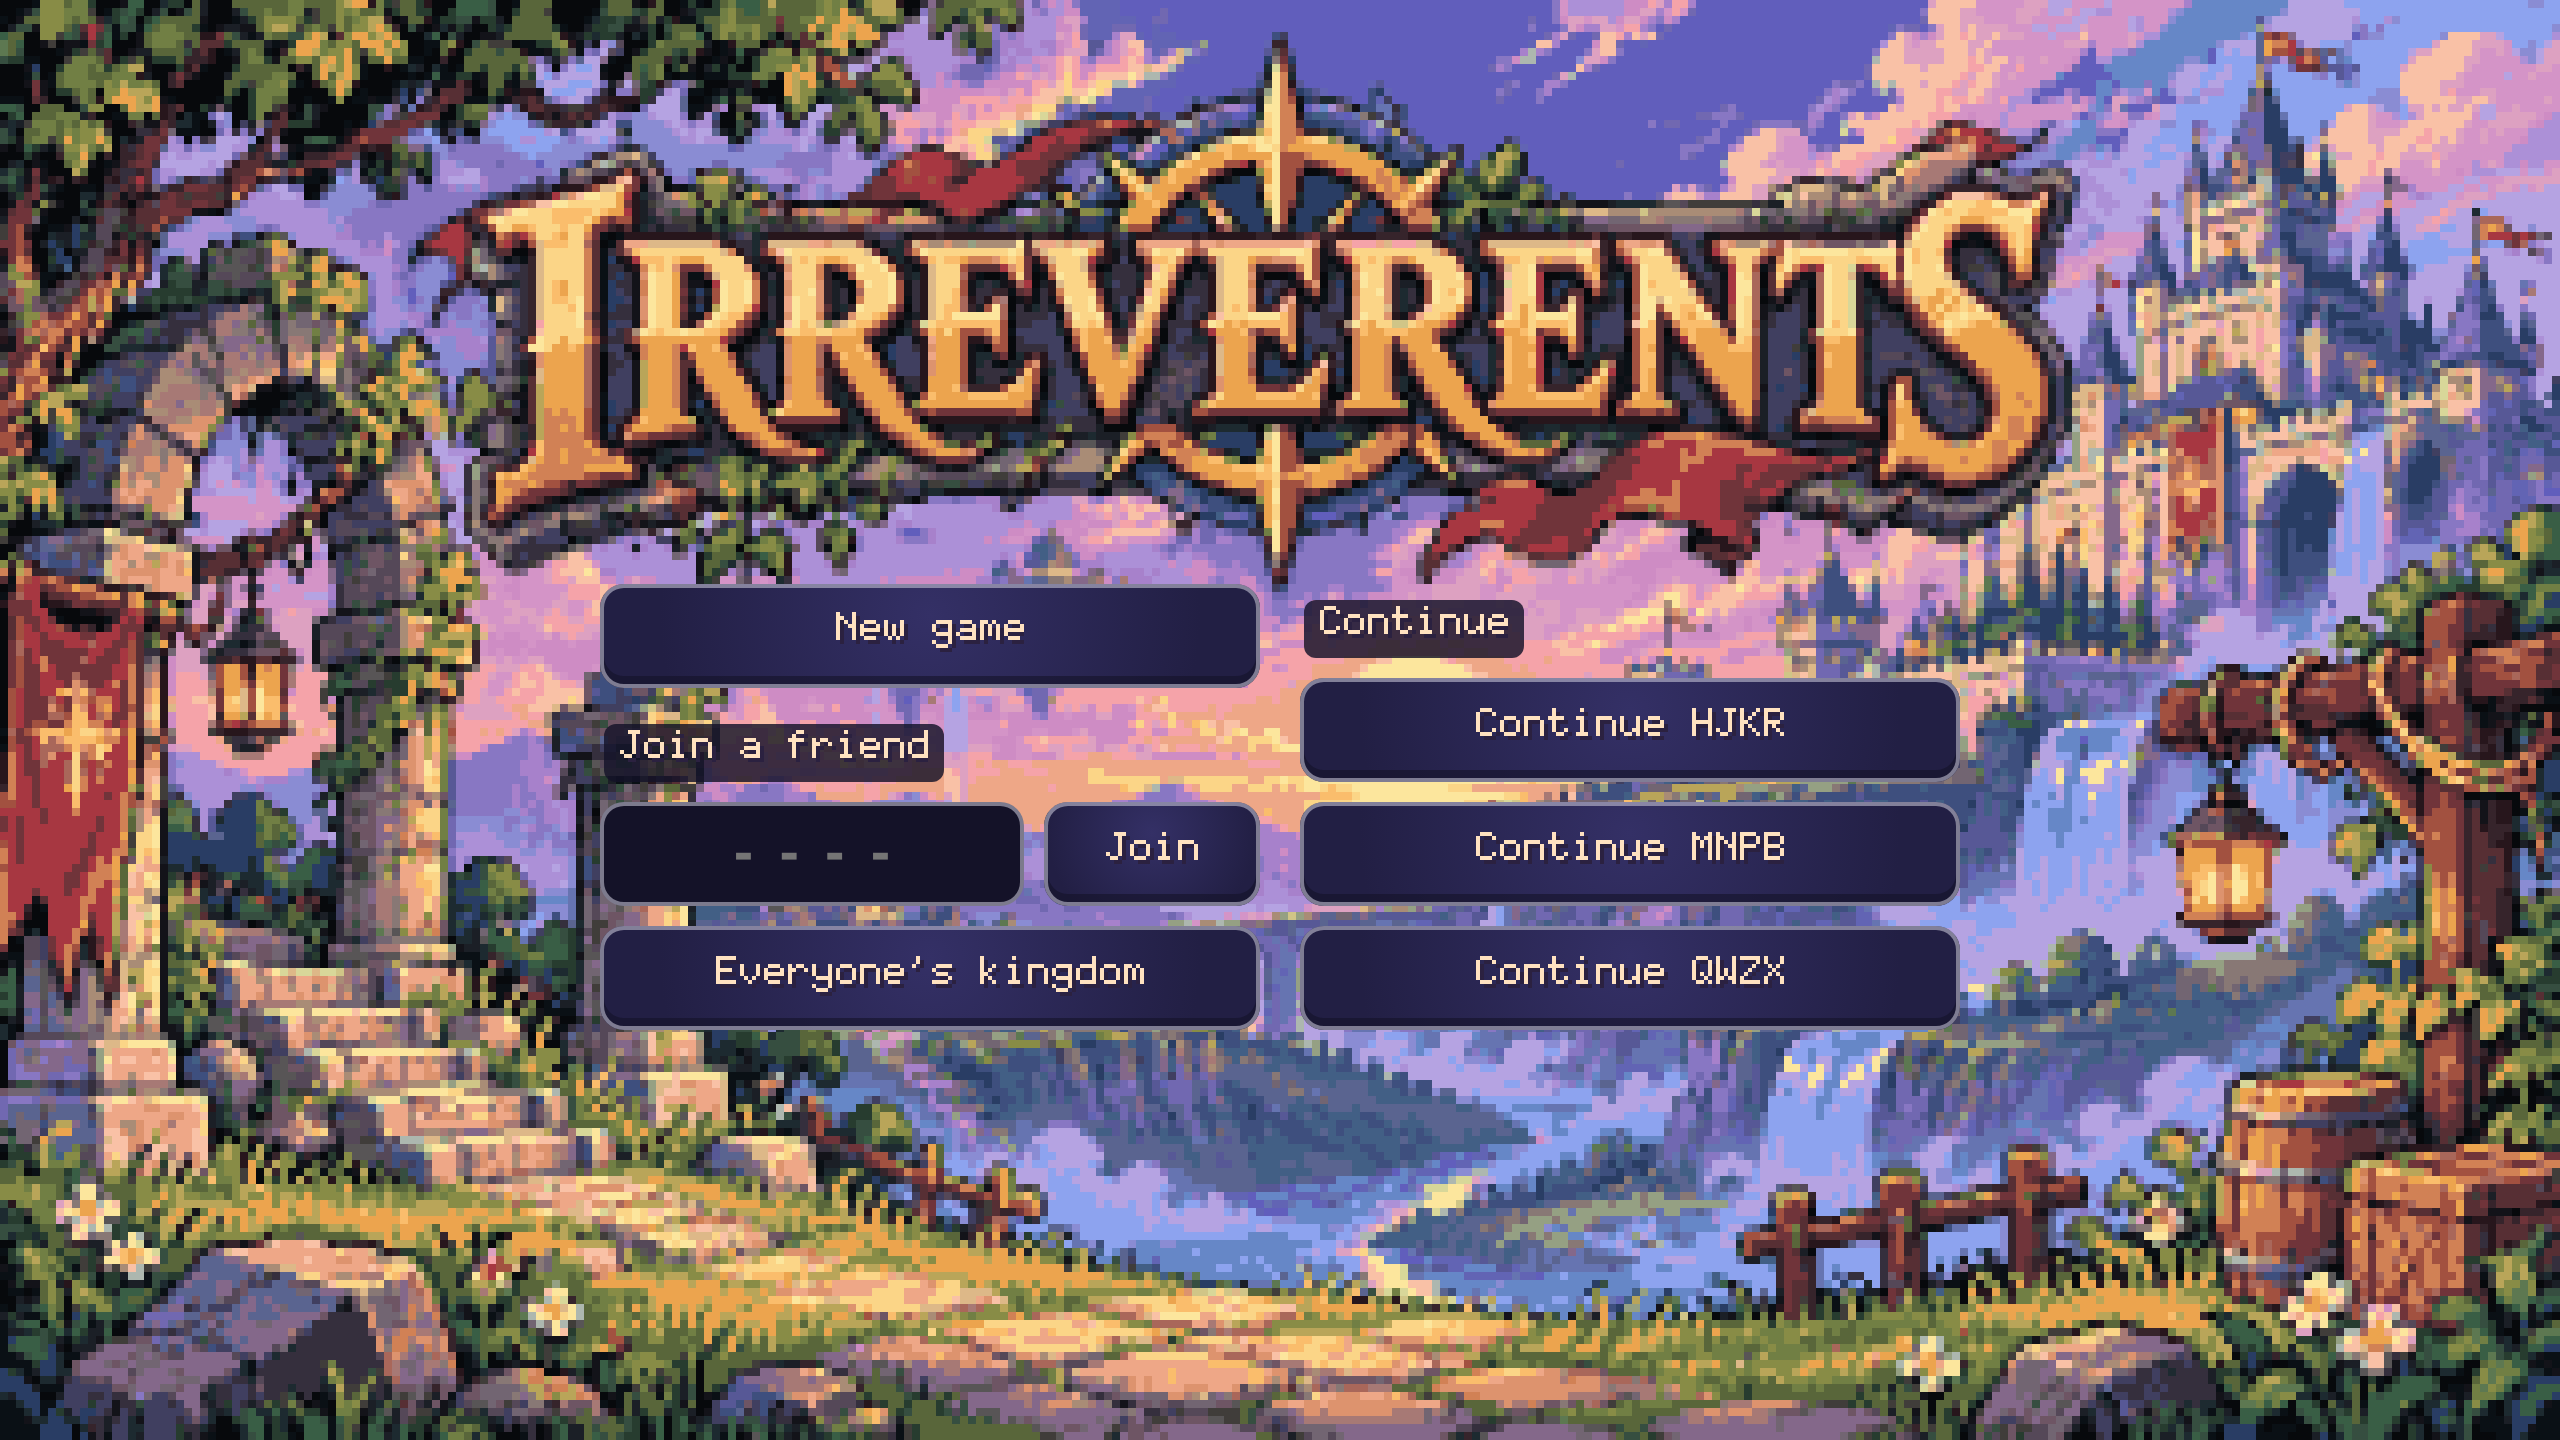 IRREVERENTS
New game
Join a friend
- - - -
Join
Everyone's kingdom
Continue
Continue HJKR
Continue MNPB
Continue QWZX